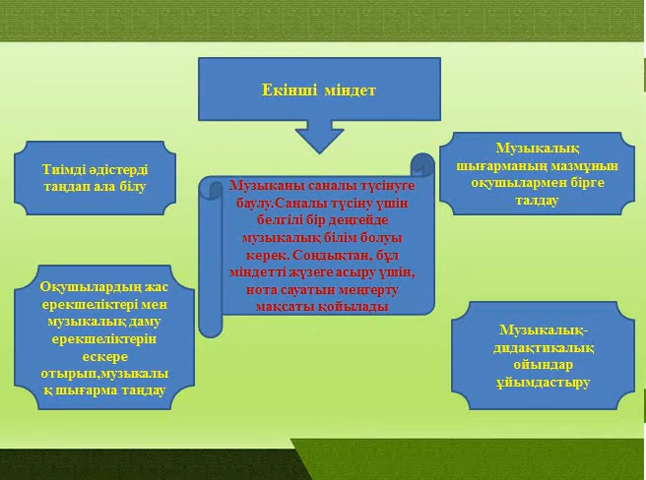 Екінші міндет
Тиімді әдістерді
таңдап ала білу
Музыканы саналы түсінуге
баулу.Саналы түсіну үшін
белгілі бір деңгейде
музыкалық білім болуы
керек. Сондықтан, бұл
міндетті жүзеге асыру үшін,
нота сауатын меңгерту
мақсаты қойылады
Музыкалық
шығарманың мазмұнын
оқушылармен бірге
талдау
Оқушылардың жас
ерекшеліктері мен
музыкалық даму
ерекшеліктерін
ескере
отырып,музыкалы
қ шығарма таңдау
Музыкалық-
дидактикалық
ойындар
ұйымдастыру